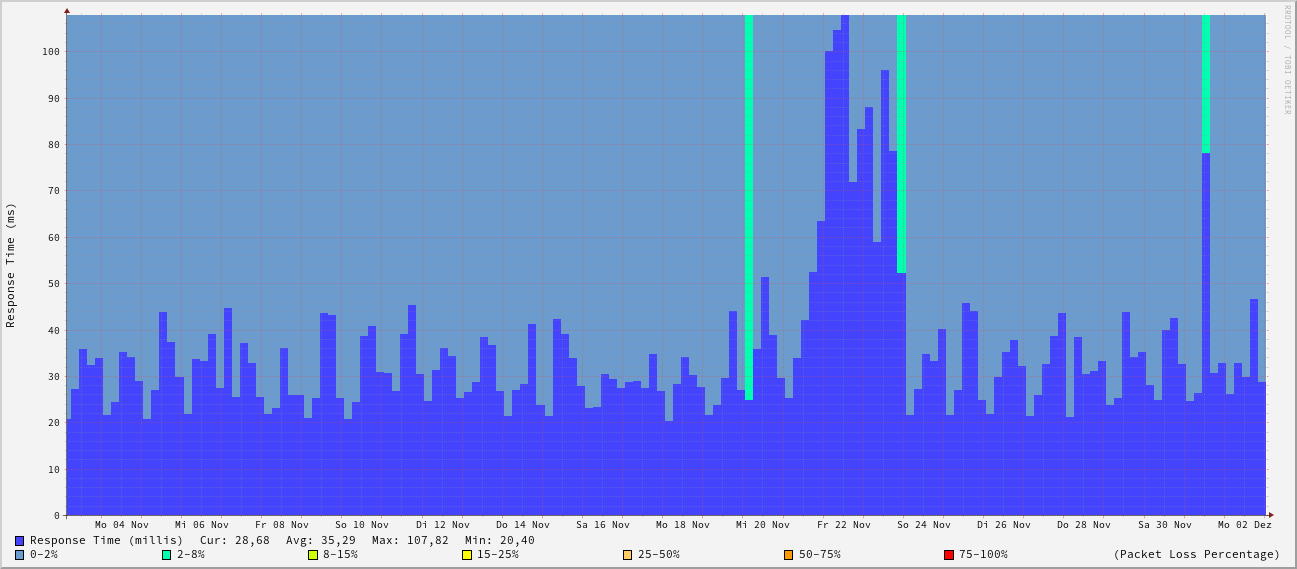 RRDTOOL / TOBI OETIKER
Response Time (ms)
100
90
80
70
60
50
40
30
20
10
0
Mo 04 Nov Mi 06 Nov Fr 08 Nov So 10 Nov Di 12 Nov Do 14 Nov Sa 16 Nov Mo 18 Nov Mi 20 Nov Fr 22 Nov So 24 Nov Di 26 Nov Do 28 Nov Sa 30 Nov Mo 02 Dez
Response Time (millis) Cur: 28,68 Avg: 35,29 Max: 107,82 Min: 20,40
0-2% 2-8% 8-15% 15-25% 25-50% 50-75% 75-100% (Packet Loss Percentage)